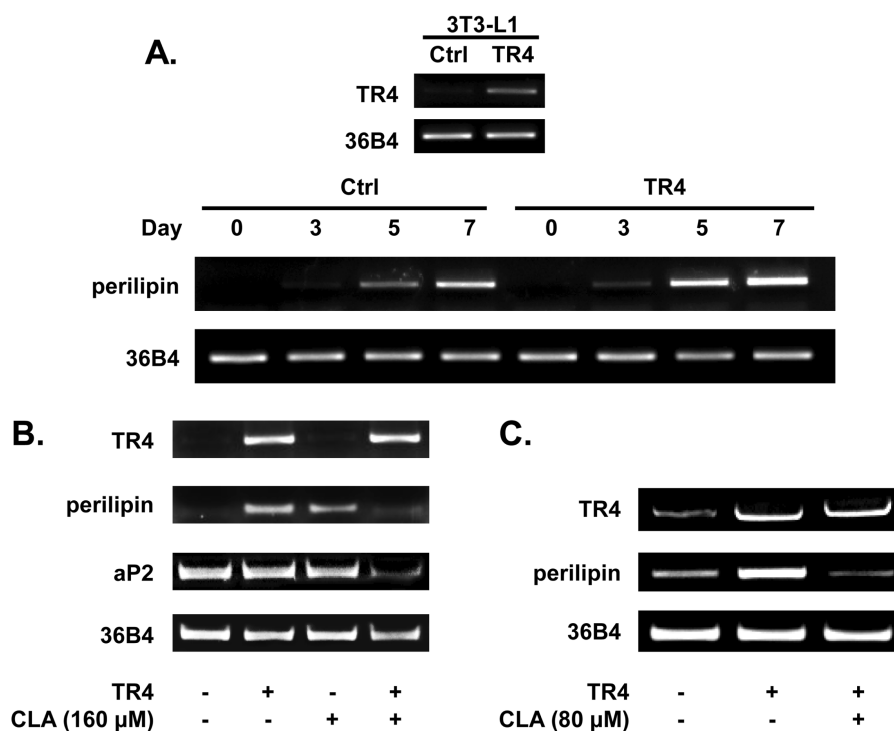 A.
3T3-L1
Ctrl TR4
TR4
36B4
Ctrl TR4
Day 0 3 5 7 0 3 5 7
perilipin
36B4
B.
TR4
perilipin
aP2
36B4
TR4 - + - +
CLA (160 µM) - - + +
C.
TR4
perilipin
36B4
TR4 - + +
CLA (80 µM) - - +